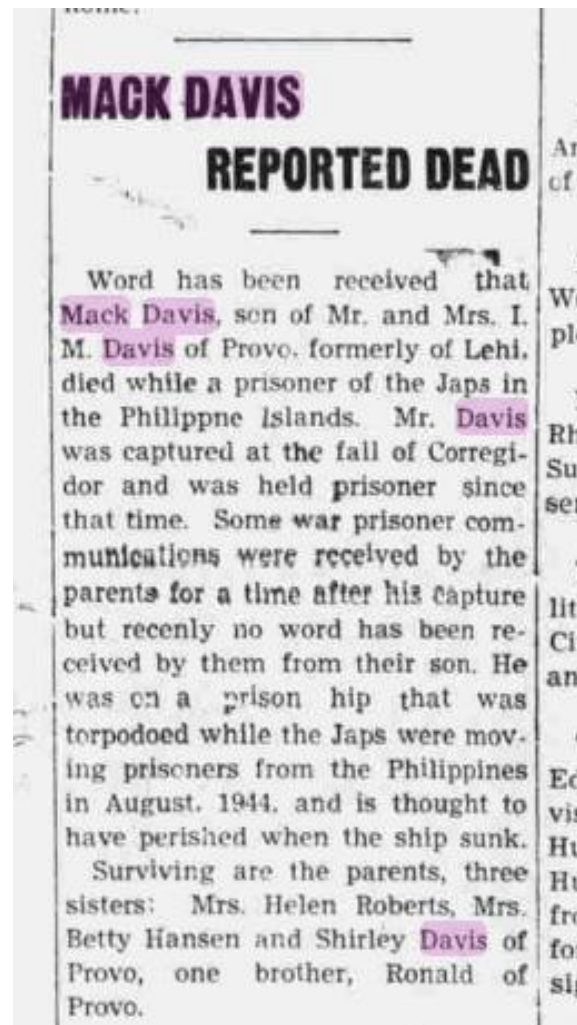 MACK DAVIS
REPORTED DEAD
Word has been received that
Mack Davis, son of Mr. and Mrs. I.
M. Davis of Provo, formerly of Lehi,
died while a prisoner of the Japs in
the Philippne Islands. Mr. Davis
was captured at the fall of Corregi-
dor and was held prisoner since
that time. Some war prisoner com-
munications were received by the
parents for a time after his capture
but recenly no word has been re-
ceived by them from their son. He
was on a prison hip that was
torpodoed while the Japs were mov-
ing prisoners from the Philippines
in August, 1944, and is thought to
have perished when the ship sunk.
Surviving are the parents, three
sisters: Mrs. Helen Roberts, Mrs.
Betty Hansen and Shirley Davis of
Provo, one brother, Ronald of
Provo.